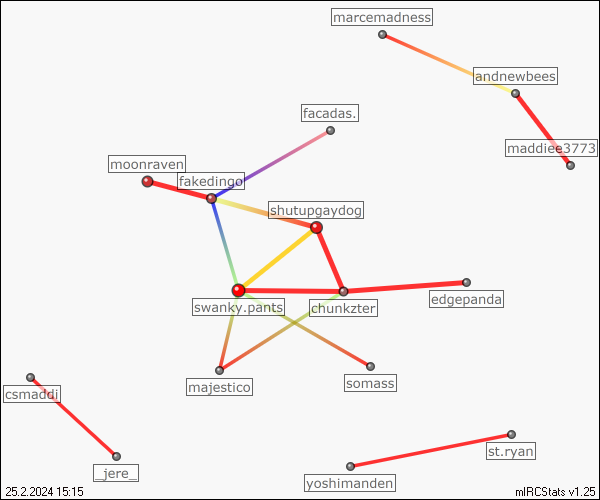 marcemadness
andnewbees
facadas.
maddiee3773
moonraven
fakedingo
shutupgaydog
edgepanda
swanky.pants
chunkzter
majestico
somass
csmaddi
st.ryan
_jere_
yoshimanden
25.2.2024 15:15
mIRCStats v1.25